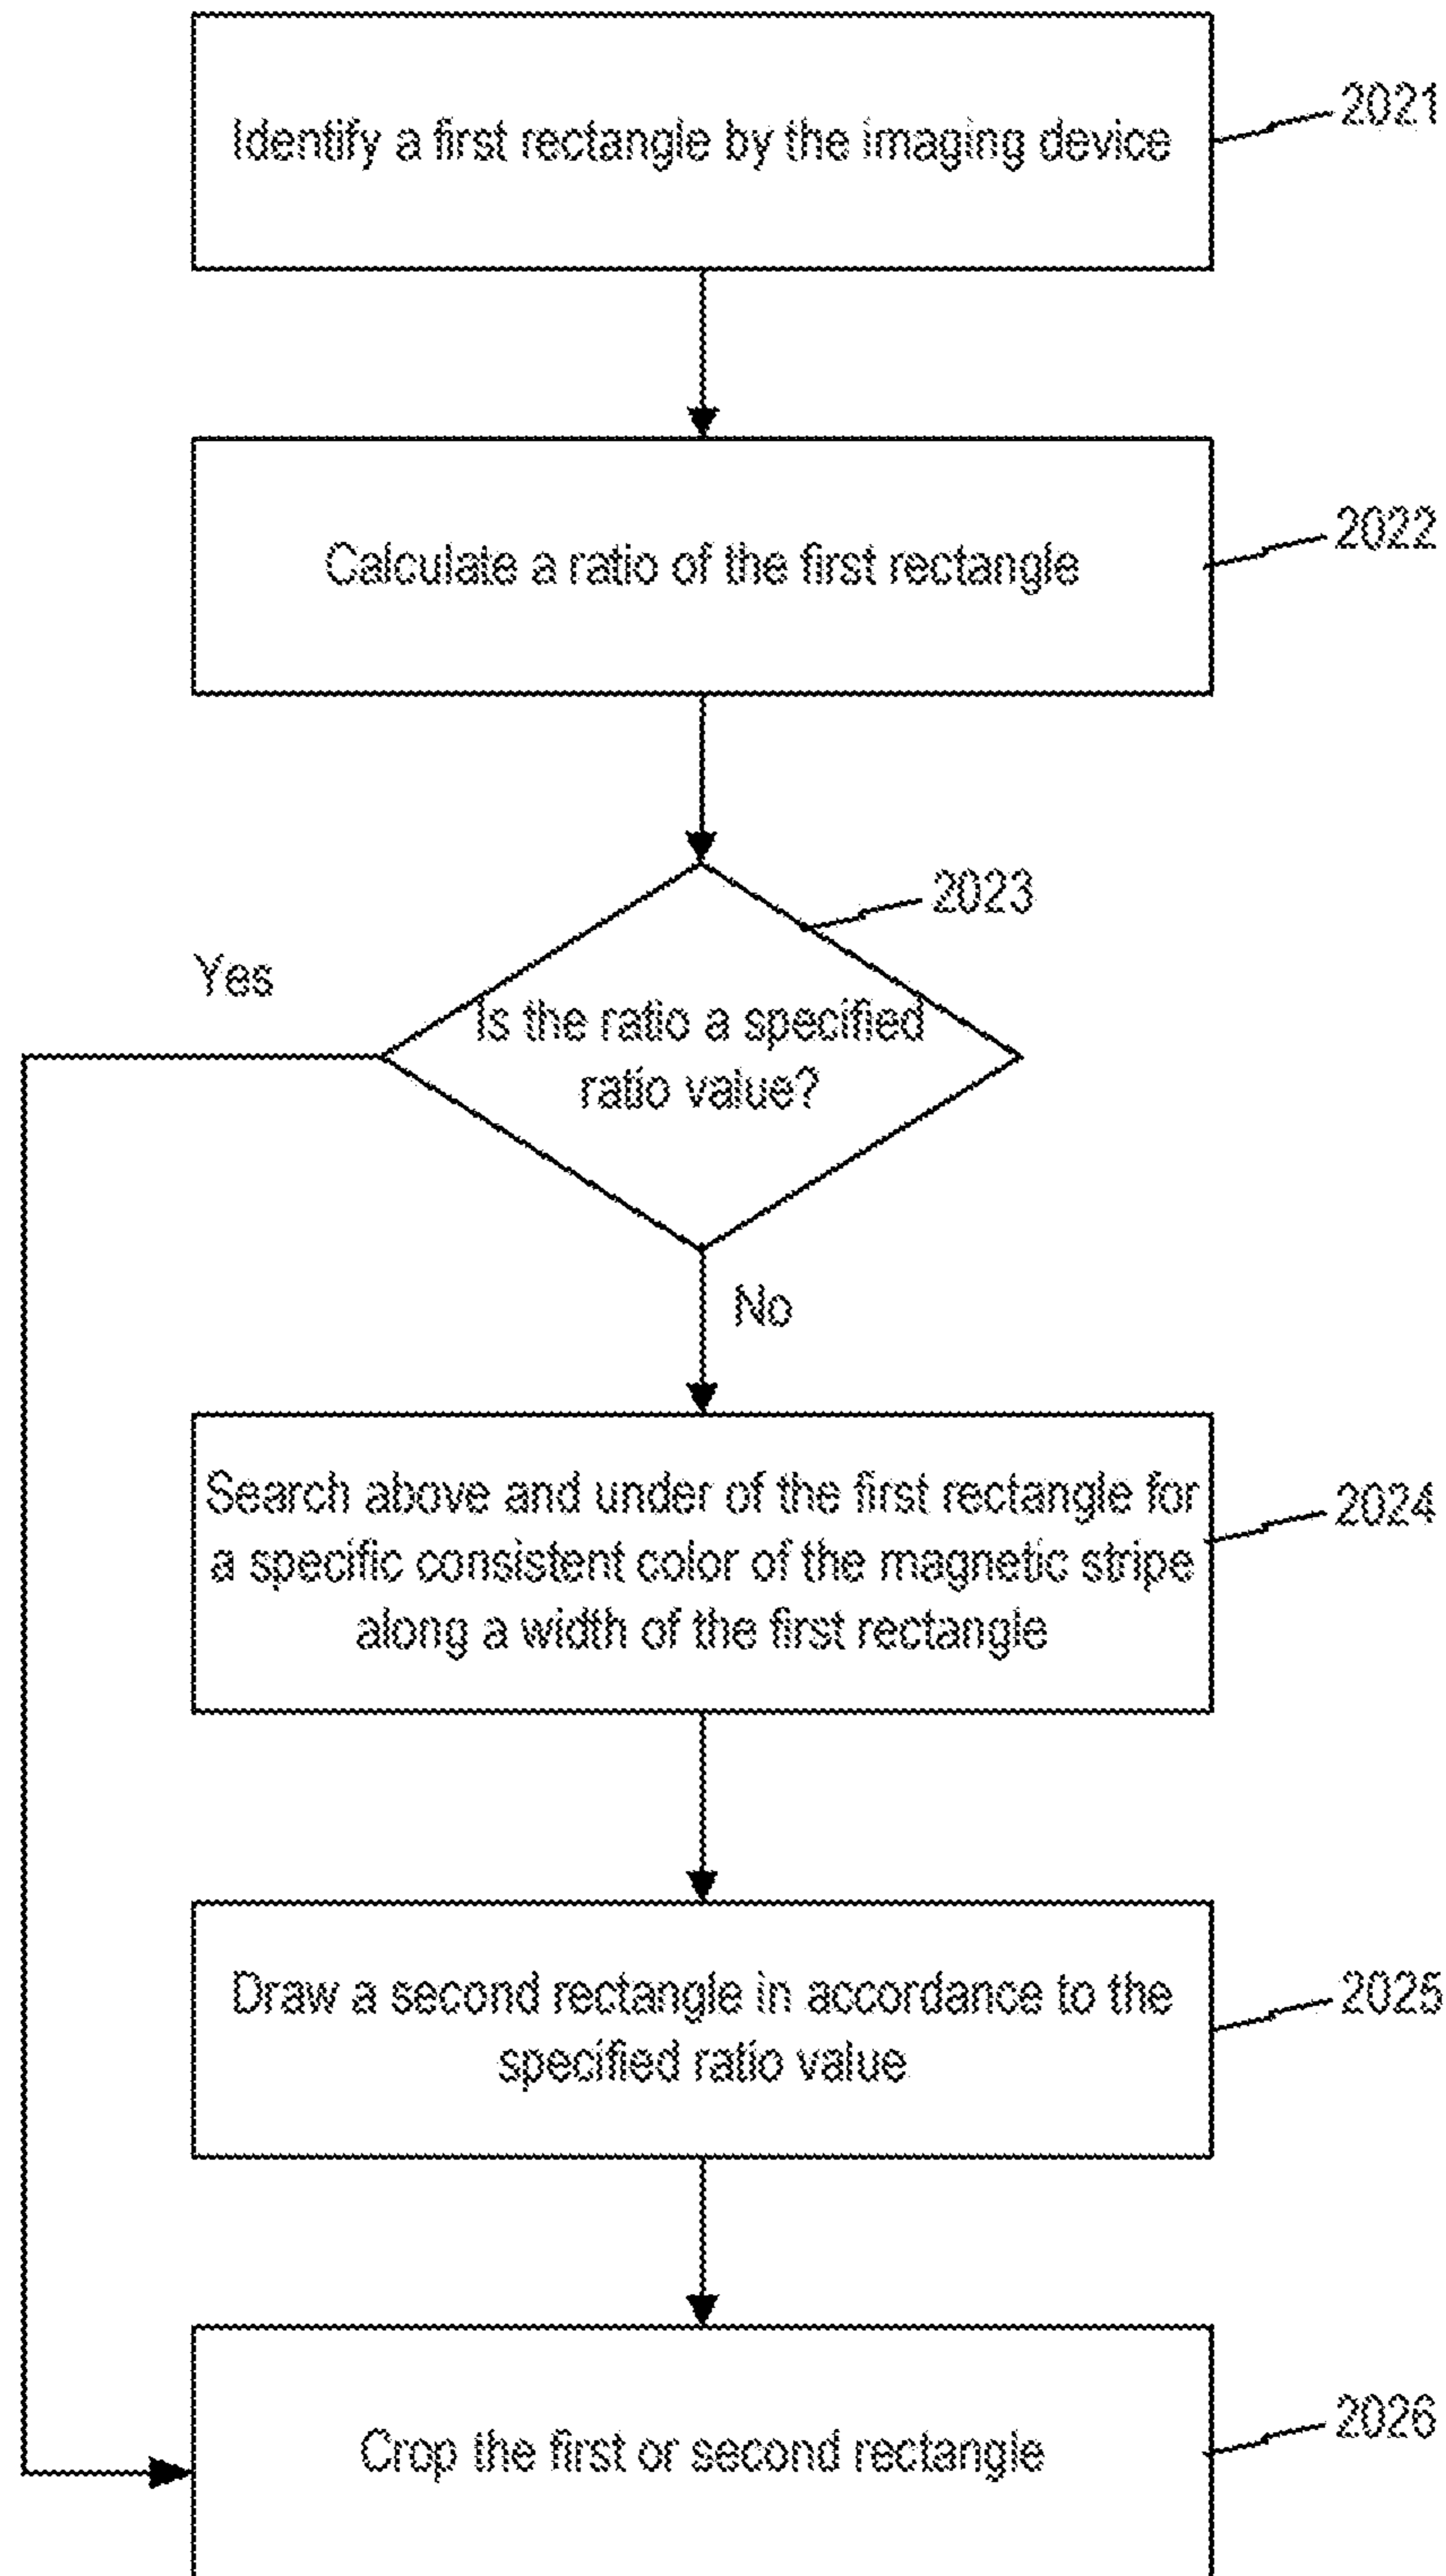 Identify a first rectangle by the imaging device
2021
Calculate a ratio of the first rectangle
2022
2023
Yes
Is the ratio a specified
ratio value?
No
Search above and under of the first rectangle for
a specific consistent color of the magnetic stripe
along a width of the first rectangle
2024
Draw a second rectangle in accordance to the
specified ratio value
2025
Crop the first or second rectangle
2026